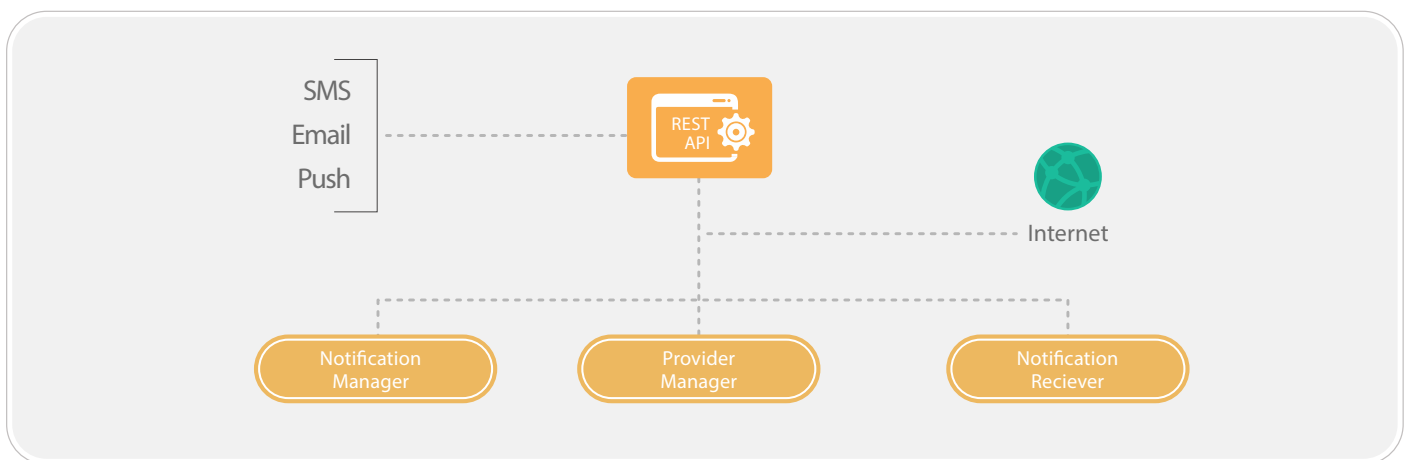 SMS
Email
Push
REST
API
Internet
Notification
Manager
Provider
Manager
Notification
Reciever